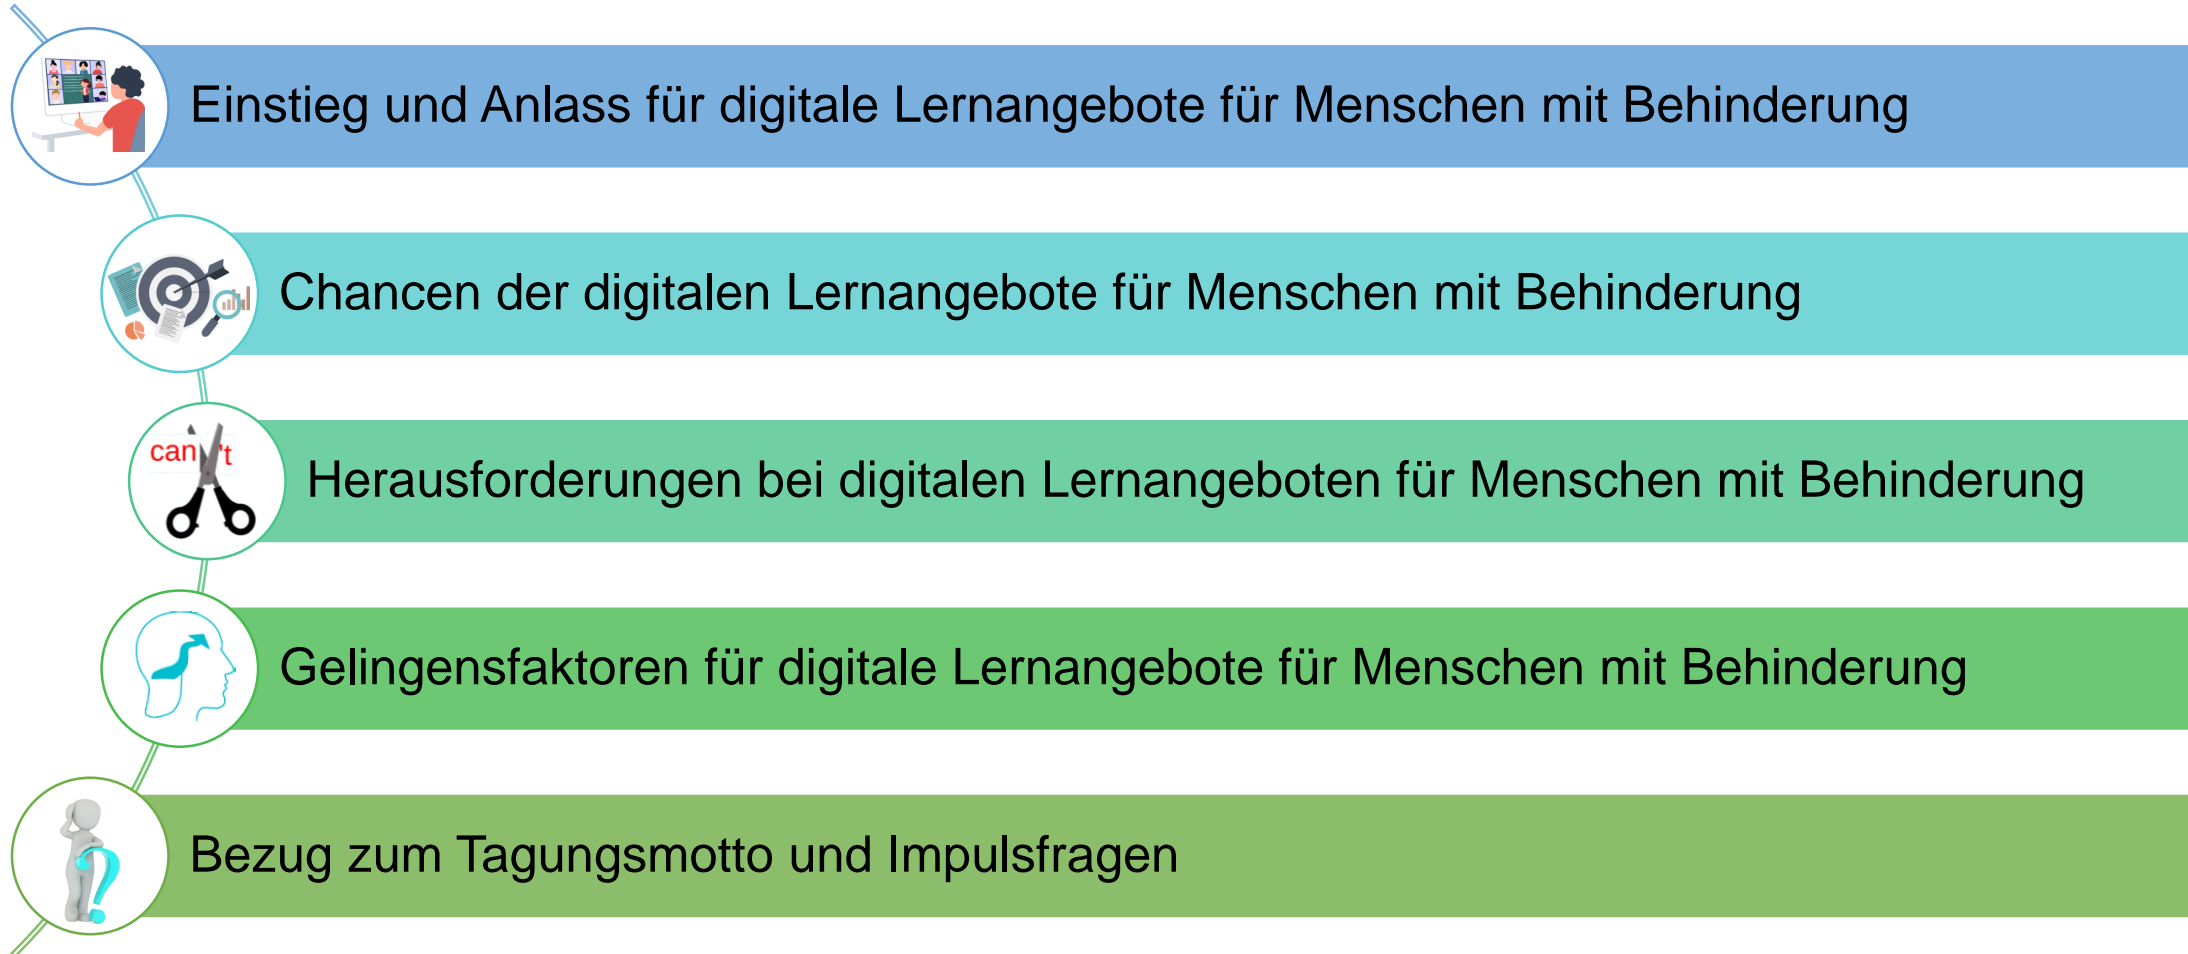 Einstieg und Anlass für digitale Lernangebote für Menschen mit Behinderung
Chancen der digitalen Lernangebote für Menschen mit Behinderung
can't
Herausforderungen bei digitalen Lernangeboten für Menschen mit Behinderung
Gelingensfaktoren für digitale Lernangebote für Menschen mit Behinderung
?
Bezug zum Tagungsmotto und Impulsfragen